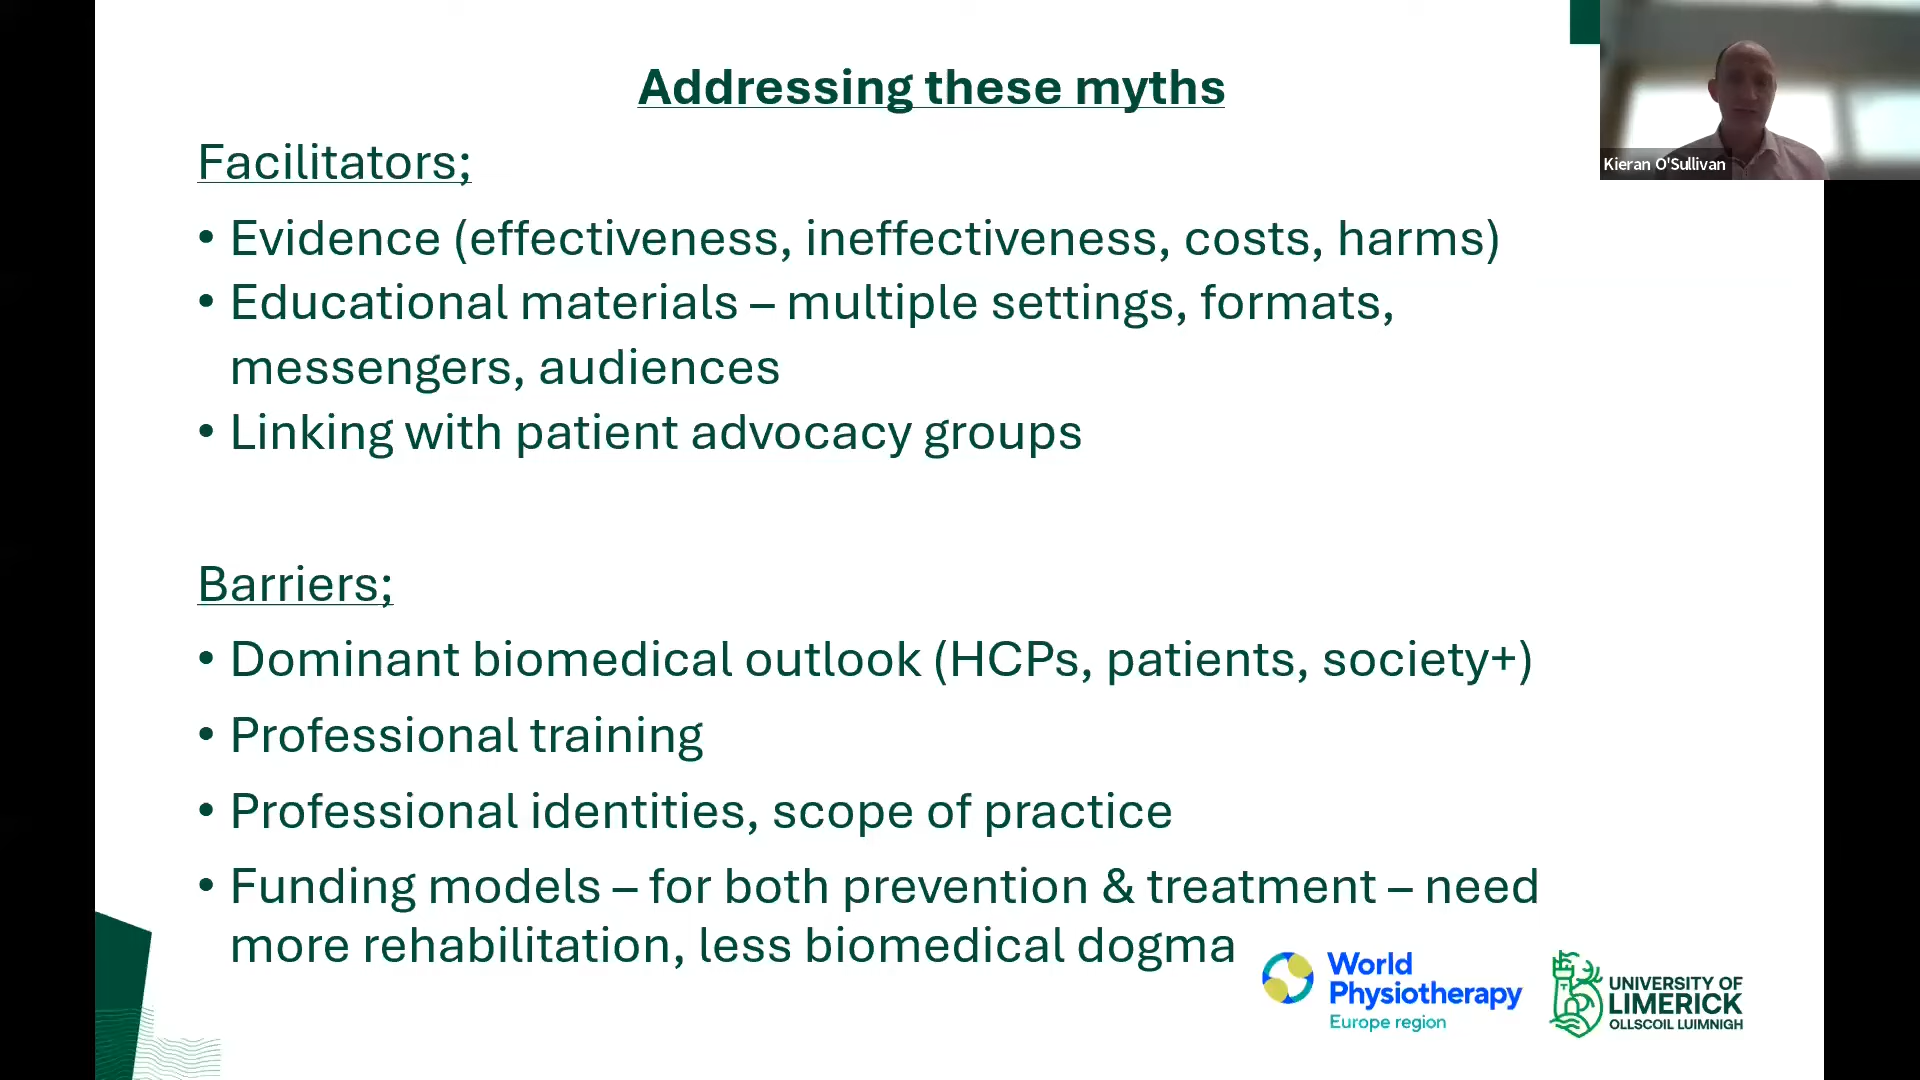 Addressing these myths
Kieran O'Sullivan
Facilitators;
• Evidence (effectiveness, ineffectiveness, costs, harms)
• Educational materials – multiple settings, formats,
messengers, audiences
• Linking with patient advocacy groups
Barriers;
• Dominant biomedical outlook (HCPs, patients, society+)
• Professional training
• Professional identities, scope of practice
• Funding models – for both prevention & treatment – need
more rehabilitation, less biomedical dogma
World
Physiotherapy
Europe region
UNIVERSITY OF
LIMERICK
OLLSCOIL LUIMNIGH